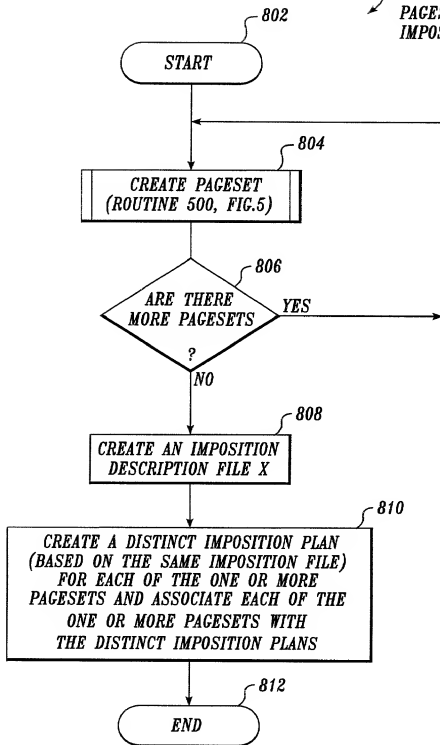 802
PAGES
IMPOS
START
804
CREATE PAGESET
(ROUTINE 500, FIG.5)
806
ARE THERE
MORE PAGESETS
?
YES
NO
808
CREATE AN IMPOSITION
DESCRIPTION FILE X
810
CREATE A DISTINCT IMPOSITION PLAN
(BASED ON THE SAME IMPOSITION FILE)
FOR EACH OF THE ONE OR MORE
PAGESETS AND ASSOCIATE EACH OF THE
ONE OR MORE PAGESETS WITH
THE DISTINCT IMPOSITION PLANS
812
END